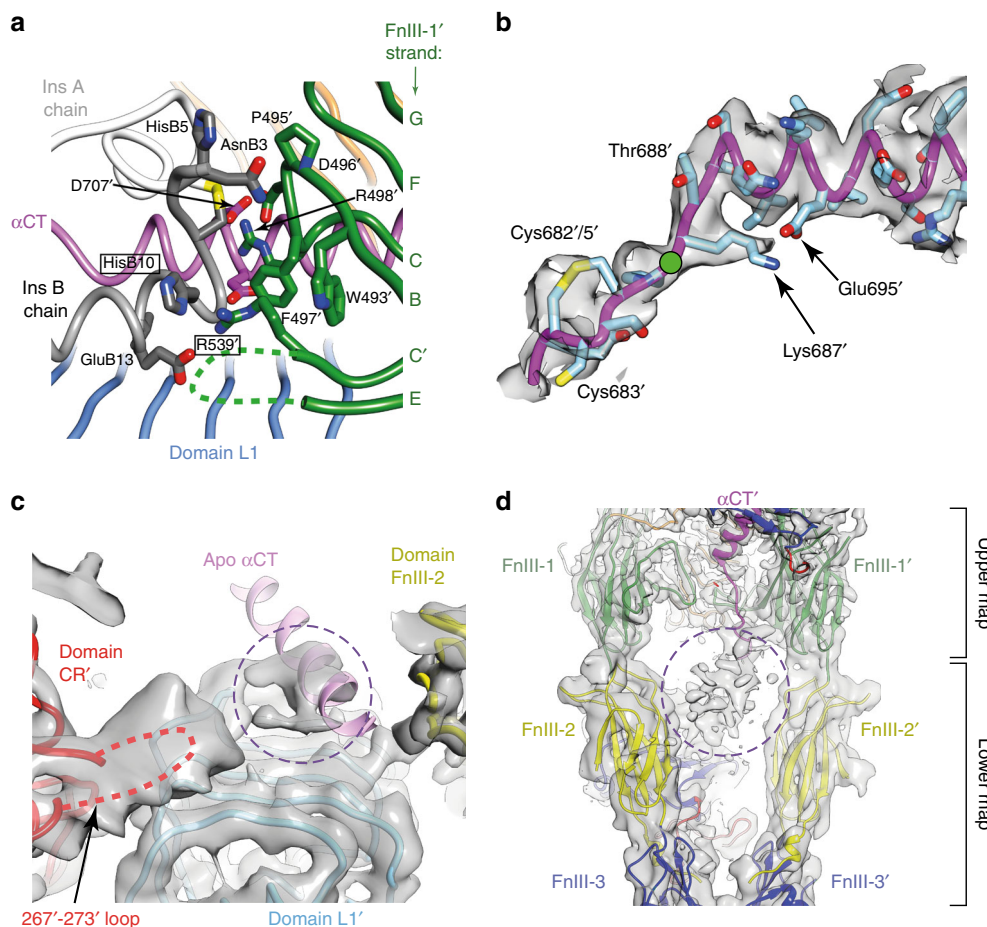 a
FnIII-1′
strand:
Ins A
chain
HisB5
AsnB3
P495′
G
D496′
D707′
F
R498′
αCT
C
HisB10
B
Ins B
chain
W493′
F497′
R539′
GluB13
C′
E
Domain L1
b
Thr688′
Cys682′/5′
Glu695′
Lys687′
Cys683′
c
Apo αCT
Domain
FnIII-2
Domain
CR′
267′-273′ loop
Domain L1′
d
αCT′
FnIII-1
FnIII-1′
Upper map
FnIII-2
FnIII-2′
Lower map
FnIII-3
FnIII-3′